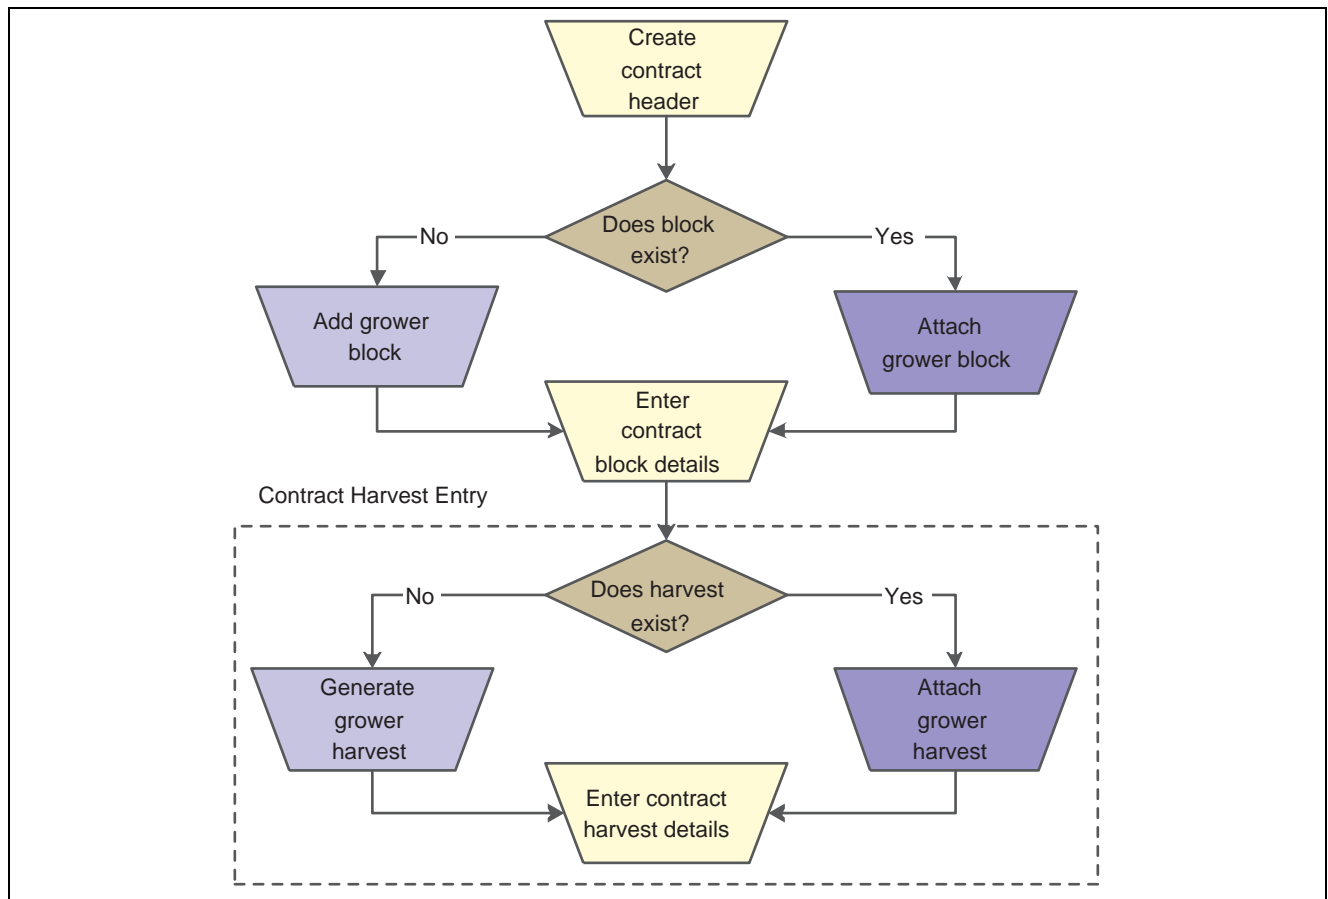 Create
contract
header
Does block
exist?
No
Yes
Add grower
block
Attach
grower block
Enter
contract
block details
Contract Harvest Entry
Does harvest
exist?
No
Yes
Generate
grower
harvest
Attach
grower
harvest
Enter contract
harvest details